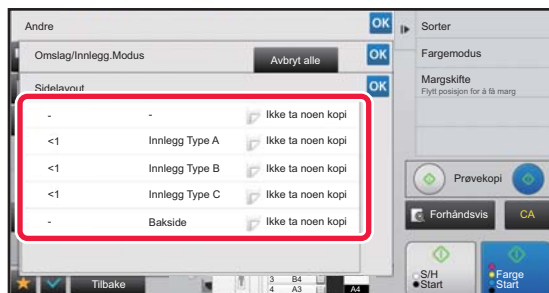 Andre
OK
Omslag/Innlegg.Modus
Avbryt alle
OK
Sidelayout
OK
- - Ikke ta noen kopi
<1 Innlegg Type A Ikke ta noen kopi
<1 Innlegg Type B Ikke ta noen kopi
<1 Innlegg Type C Ikke ta noen kopi
- Bakside Ikke ta noen kopi
Tilbake
3 B4
4 A3
A4
Sorter
Fargemodus
Margskifte
Flytt posisjon for å få marg
Prøvekopi
Forhåndsvis
CA
S/H
Start
Farge
Start